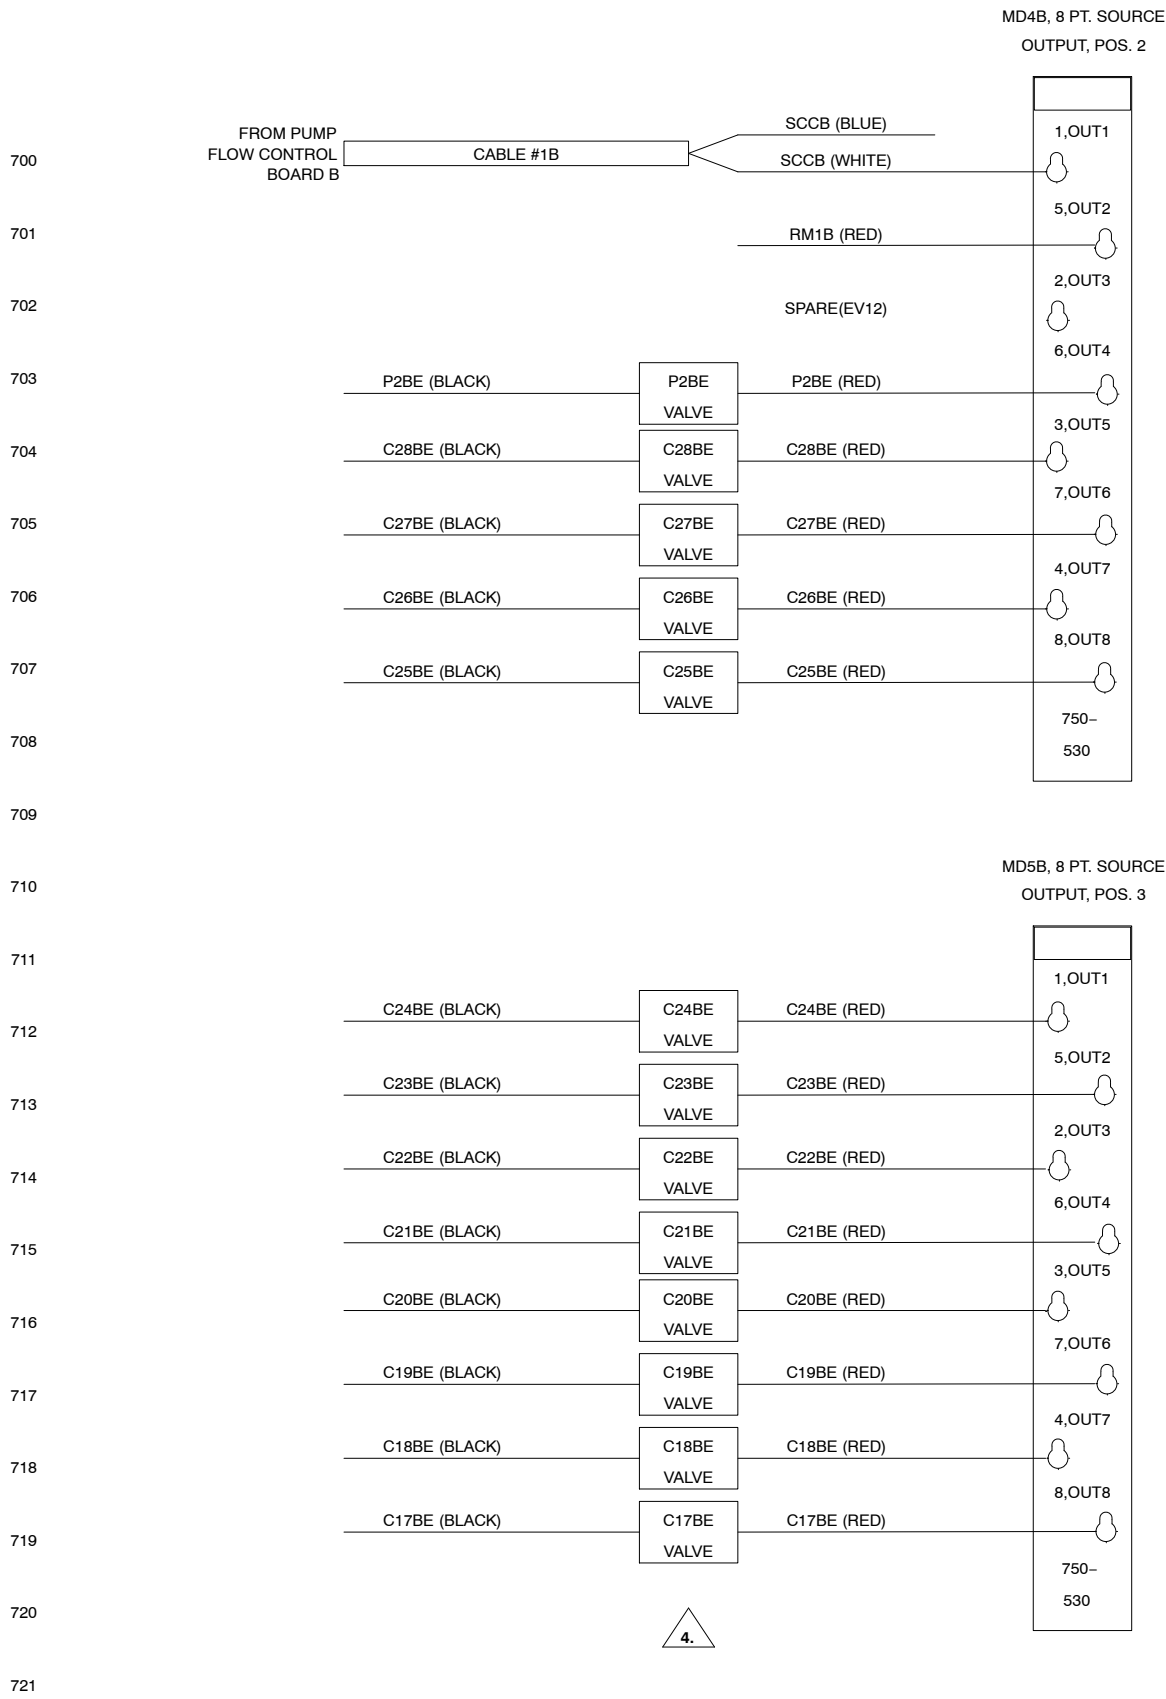 MD4B, 8 PT. SOURCE
OUTPUT, POS. 2
FROM PUMP
FLOW CONTROL
BOARD B
CABLE #1B
SCCB (BLUE)
SCCB (WHITE)
1,OUT1
700
5,OUT2
701
RM1B (RED)
2,OUT3
702
SPARE(EV12)
6,OUT4
703
P2BE (BLACK)
P2BE
VALVE
P2BE (RED)
3,OUT5
704
C28BE (BLACK)
C28BE
VALVE
C28BE (RED)
7,OUT6
705
C27BE (BLACK)
C27BE
VALVE
C27BE (RED)
4,OUT7
706
C26BE (BLACK)
C26BE
VALVE
C26BE (RED)
8,OUT8
707
C25BE (BLACK)
C25BE
VALVE
C25BE (RED)
750–
530
708
709
710
MD5B, 8 PT. SOURCE
OUTPUT, POS. 3
711
1,OUT1
712
C24BE (BLACK)
C24BE
VALVE
C24BE (RED)
5,OUT2
713
C23BE (BLACK)
C23BE
VALVE
C23BE (RED)
2,OUT3
714
C22BE (BLACK)
C22BE
VALVE
C22BE (RED)
6,OUT4
715
C21BE (BLACK)
C21BE
VALVE
C21BE (RED)
3,OUT5
716
C20BE (BLACK)
C20BE
VALVE
C20BE (RED)
7,OUT6
717
C19BE (BLACK)
C19BE
VALVE
C19BE (RED)
4,OUT7
718
C18BE (BLACK)
C18BE
VALVE
C18BE (RED)
8,OUT8
719
C17BE (BLACK)
C17BE
VALVE
C17BE (RED)
750–
530
720
4.
721